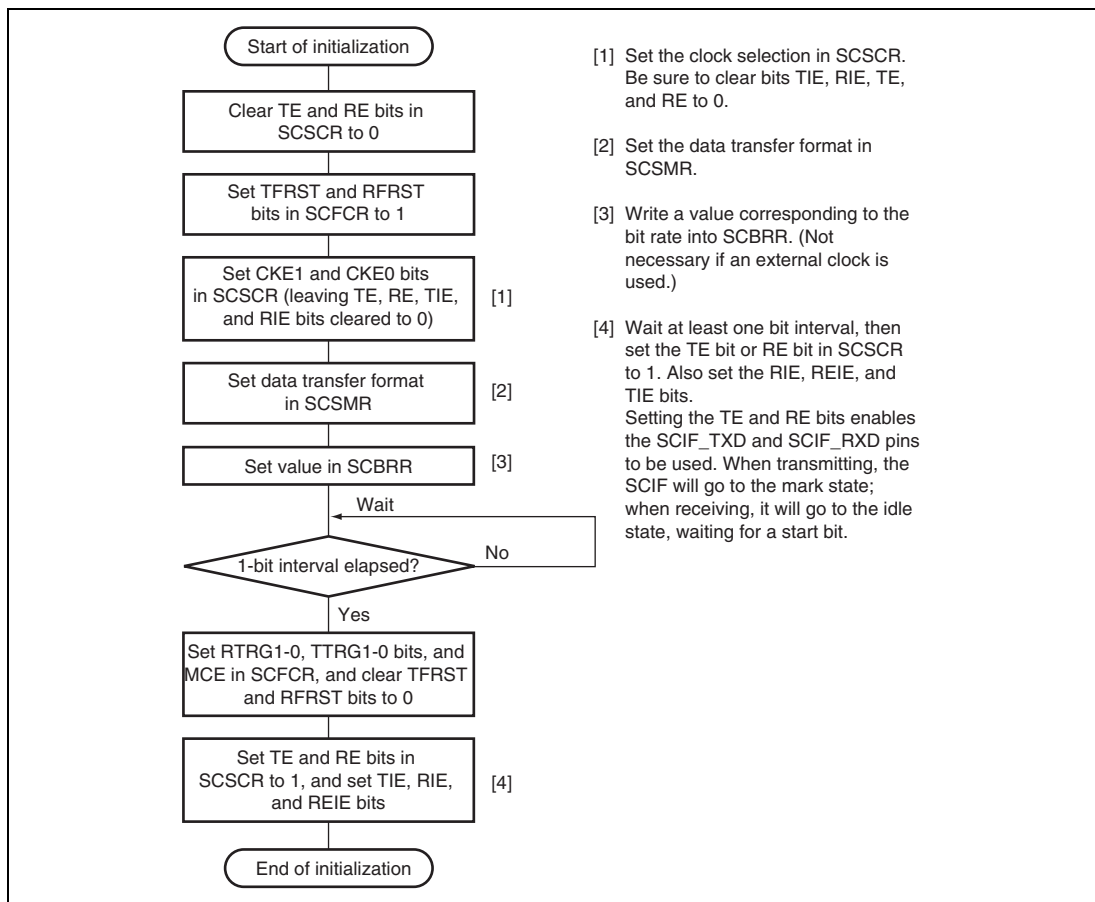 Start of initialization
Clear TE and RE bits in
SCSCR to 0
Set TFRST and RFRST
bits in SCFCR to 1
Set CKE1 and CKE0 bits
in SCSCR (leaving TE, RE, TIE,
and RIE bits cleared to 0)
[1]
Set data transfer format
in SCSMR
[2]
Set value in SCBRR
[3]
Wait
1-bit interval elapsed?
No
Yes
Set RTRG1-0, TTRG1-0 bits, and
MCE in SCFCR, and clear TFRST
and RFRST bits to 0
Set TE and RE bits in
SCSCR to 1, and set TIE, RIE,
and REIE bits
[4]
End of initialization
[1] Set the clock selection in SCSCR.
Be sure to clear bits TIE, RIE, TE,
and RE to 0.
[2] Set the data transfer format in
SCSMR.
[3] Write a value corresponding to the
bit rate into SCBRR. (Not
necessary if an external clock is
used.)
[4] Wait at least one bit interval, then
set the TE bit or RE bit in SCSCR
to 1. Also set the RIE, REIE, and
TIE bits.
Setting the TE and RE bits enables
the SCIF_TXD and SCIF_RXD pins
to be used. When transmitting, the
SCIF will go to the mark state;
when receiving, it will go to the idle
state, waiting for a start bit.